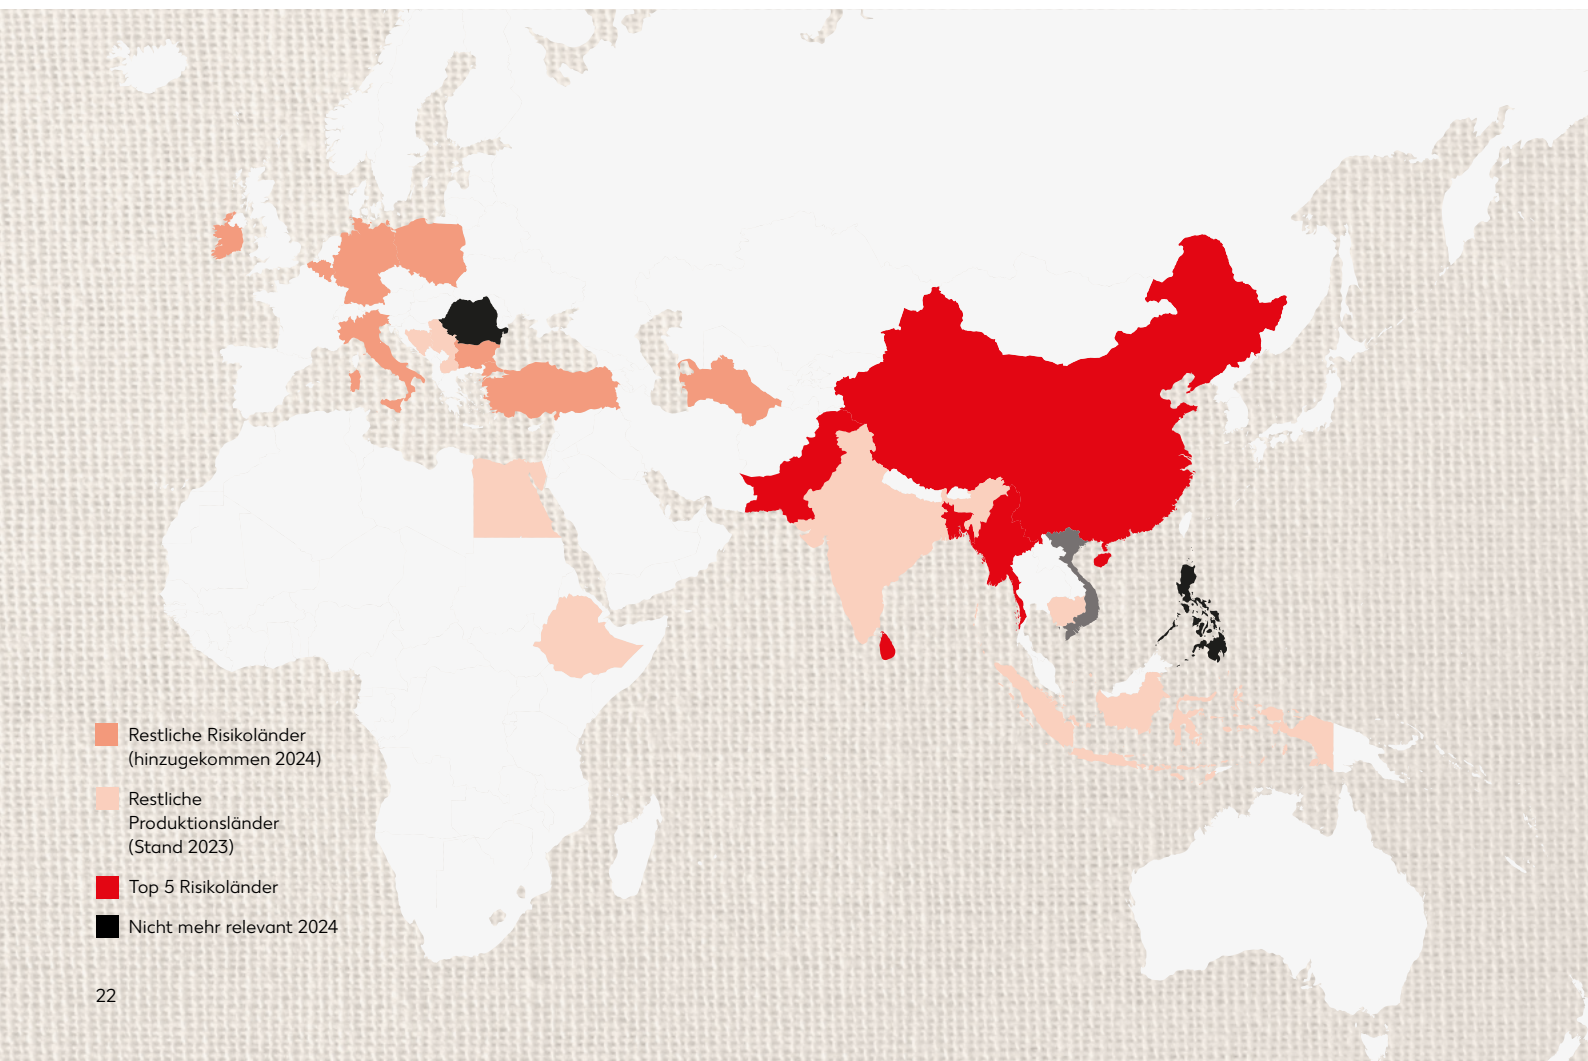 Restliche Risikoländer
(hinzugekommen 2024)
Restliche
Produktionsländer
(Stand 2023)
Top 5 Risikoländer
Nicht mehr relevant 2024
22